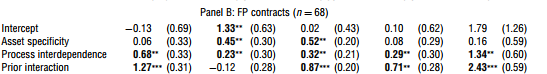 Panel B: FP contracts (n = 68)
Intercept −0.13 (0.69) 1.33** (0.63) 0.02 (0.43) 0.10 (0.62) 1.79 (1.26)
Asset specificity 0.06 (0.33) 0.45** (0.30) 0.52** (0.20) 0.08 (0.29) 0.16 (0.59)
Process interdependence 0.68** (0.33) 0.23** (0.30) 0.32** (0.21) 0.29** (0.30) 1.34** (0.60)
Prior interaction 1.27*** (0.31) −0.12 (0.28) 0.87*** (0.20) 0.71** (0.28) 2.43*** (0.59)